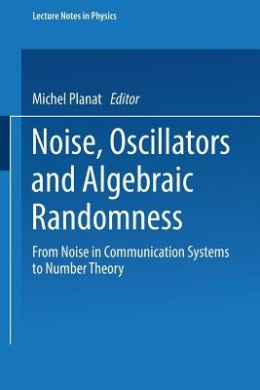 Lecture Notes in Physics
Michel Planat Editor
Noise, Oscillators
and Algebraic
Randomness
From Noise in Communication Systems
to Number Theory